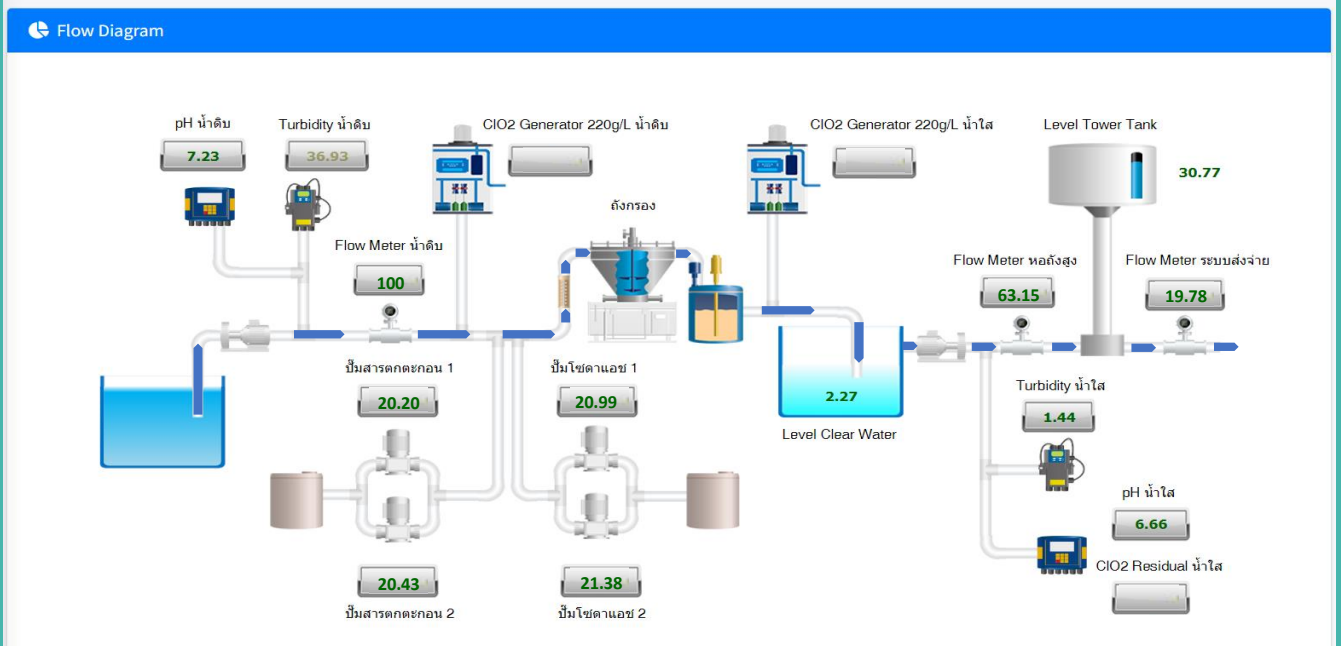 Flow Diagram
pH น้ำดิบ
Turbidity น้ำดิบ
ClO2 Generator 220g/L น้ำดิบ
ClO2 Generator 220g/L น้ำใส
Level Tower Tank
7.23
36.93
30.77
ถังกรอง
Flow Meter น้ำดิบ
100
Flow Meter หอถังสูง
Flow Meter ระบบส่งจ่าย
63.15
19.78
ปั๊มสารตกตะกอน 1
ปั๊มโซดาแอช 1
20.20
20.99
2.27
Level Clear Water
Turbidity น้ำใส
1.44
pH น้ำใส
6.66
ClO2 Residual น้ำใส
20.43
21.38
ปั๊มสารตกตะกอน 2
ปั๊มโซดาแอช 2